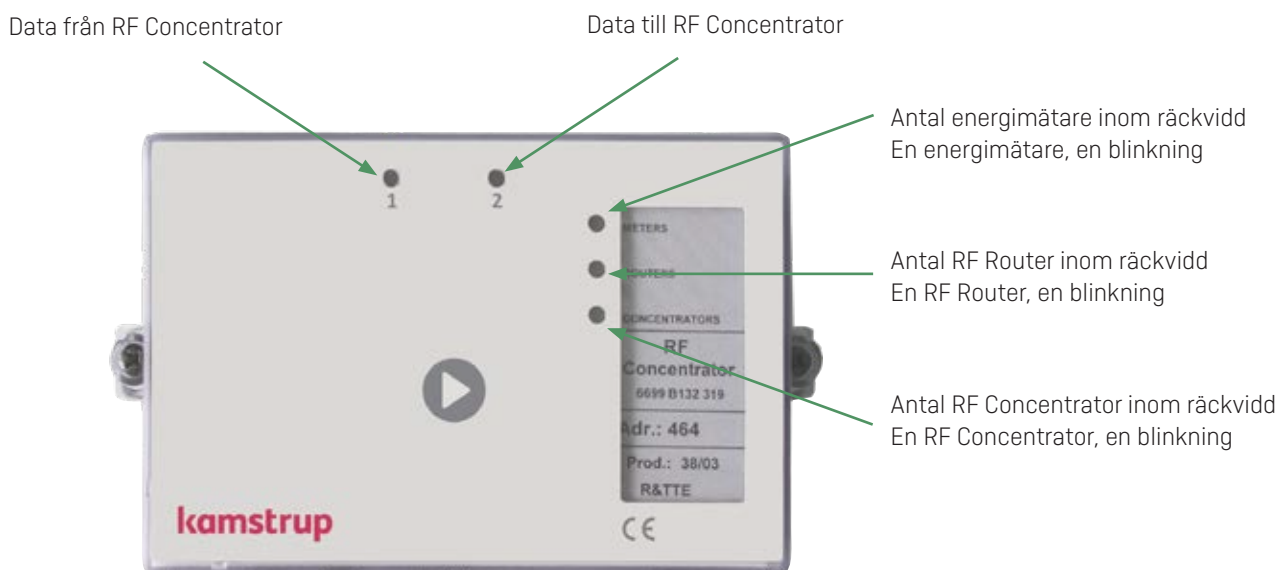 Data från RF Concentrator
Data till RF Concentrator
Antal energimätare inom räckvidd
En energimätare, en blinkning
1
2
METERS
ROUTERS
Antal RF Router inom räckvidd
En RF Router, en blinkning
CONCENTRATORS
RF
Concentrator
6699 B132 319
Adr.: 464
Antal RF Concentrator inom räckvidd
En RF Concentrator, en blinkning
Prod.: 38/03
R&TTE
kamstrup
CE